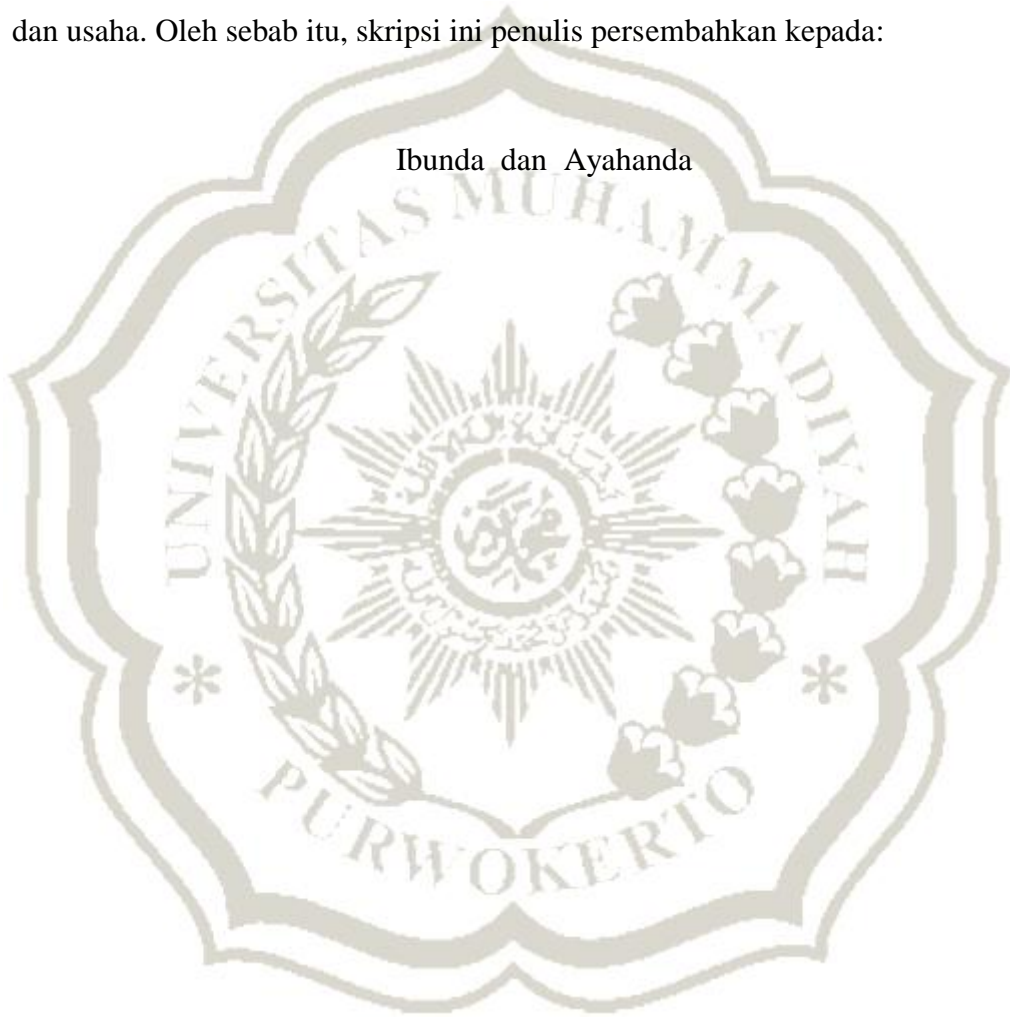 dan usaha. Oleh sebab itu, skripsi ini penulis persembahkan kepada:
Ibunda dan Ayahanda
UNIVERSITAS MUHAMMADIYAH
PURWOKERTO